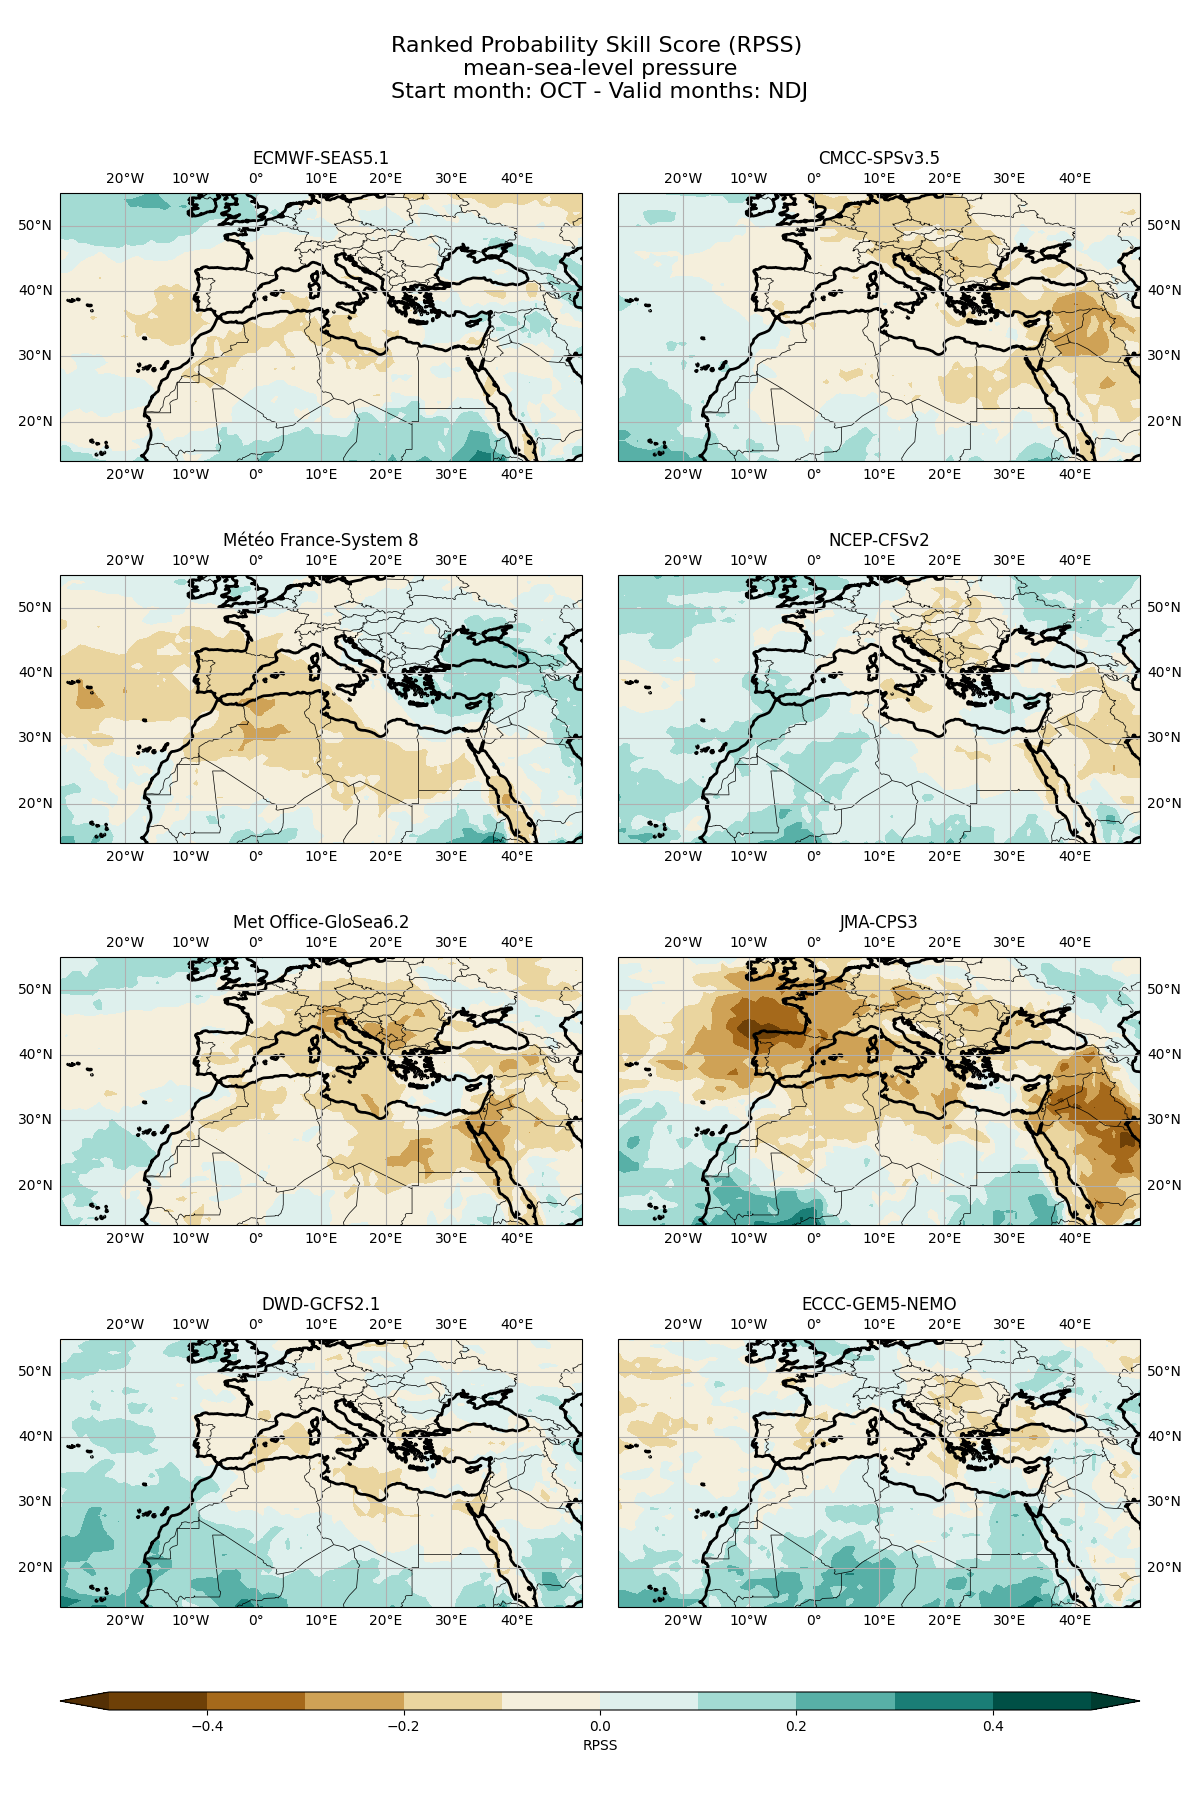 Ranked Probability Skill Score (RPSS)
mean-sea-level pressure
Start month: OCT - Valid months: NDJ
ECMWF-SEAS5.1
20°W 10°W 0° 10°E 20°E 30°E 40°E
50°N
40°N
30°N
20°N
20°W 10°W 0° 10°E 20°E 30°E 40°E
CMCC-SPSv3.5
20°W 10°W 0° 10°E 20°E 30°E 40°E
50°N
40°N
30°N
20°N
20°W 10°W 0° 10°E 20°E 30°E 40°E
Météo France-System 8
20°W 10°W 0° 10°E 20°E 30°E 40°E
50°N
40°N
30°N
20°N
20°W 10°W 0° 10°E 20°E 30°E 40°E
NCEP-CFSv2
20°W 10°W 0° 10°E 20°E 30°E 40°E
50°N
40°N
30°N
20°N
20°W 10°W 0° 10°E 20°E 30°E 40°E
Met Office-GloSea6.2
20°W 10°W 0° 10°E 20°E 30°E 40°E
50°N
40°N
30°N
20°N
20°W 10°W 0° 10°E 20°E 30°E 40°E
JMA-CPS3
20°W 10°W 0° 10°E 20°E 30°E 40°E
50°N
40°N
30°N
20°N
20°W 10°W 0° 10°E 20°E 30°E 40°E
DWD-GCFS2.1
20°W 10°W 0° 10°E 20°E 30°E 40°E
50°N
40°N
30°N
20°N
20°W 10°W 0° 10°E 20°E 30°E 40°E
ECCC-GEM5-NEMO
20°W 10°W 0° 10°E 20°E 30°E 40°E
50°N
40°N
30°N
20°N
20°W 10°W 0° 10°E 20°E 30°E 40°E
−0.4 −0.2 0.0 0.2 0.4
RPSS